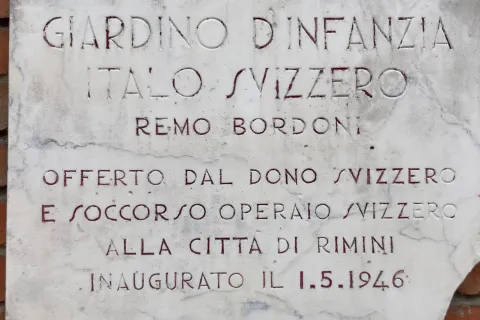 GIARDINO D'INFANZIA
ITALO SVIZZERO
REMO BORDONI
OFFERTO DAL DONO SVIZZERO
E SOCCORSO OPERAIO SVIZZERO
ALLA CITTÀ DI RIMINI
INAUGURATO IL 1.5.1946